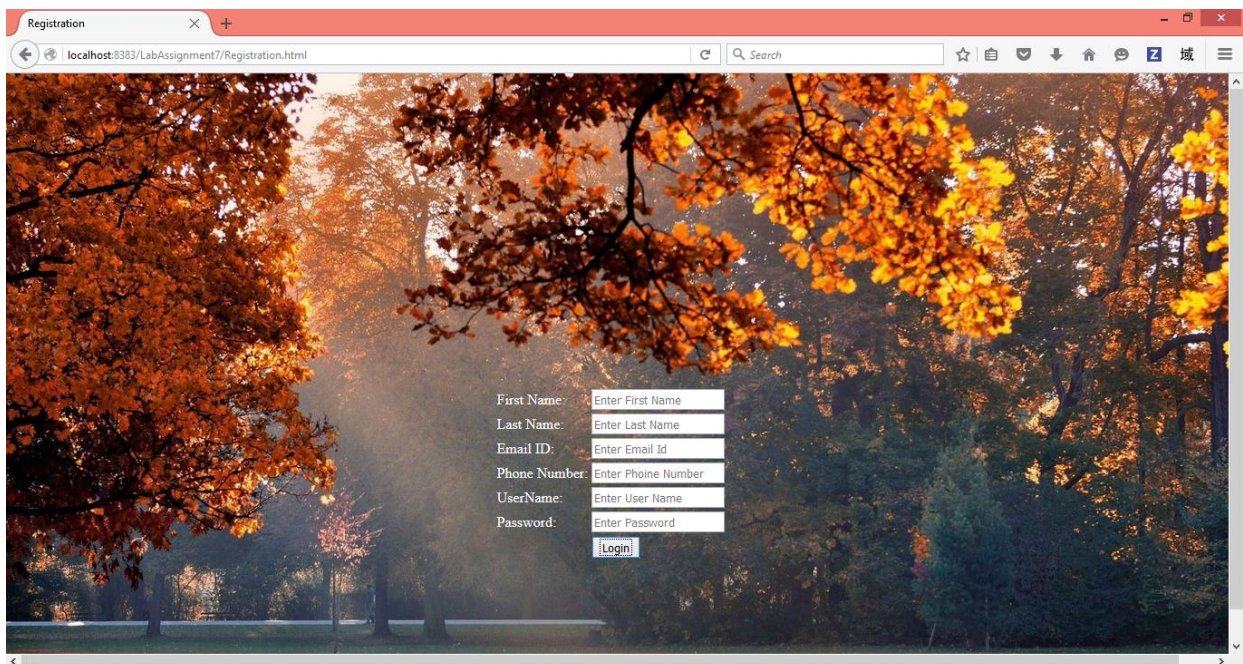 Registration
localhost:8383/LabAssignment7/Registration.html
Search
Z
域
First Name: Enter First Name
Last Name: Enter Last Name
Email ID: Enter Email Id
Phone Number: Enter Phoine Number
UserName: Enter User Name
Password: Enter Password
Login